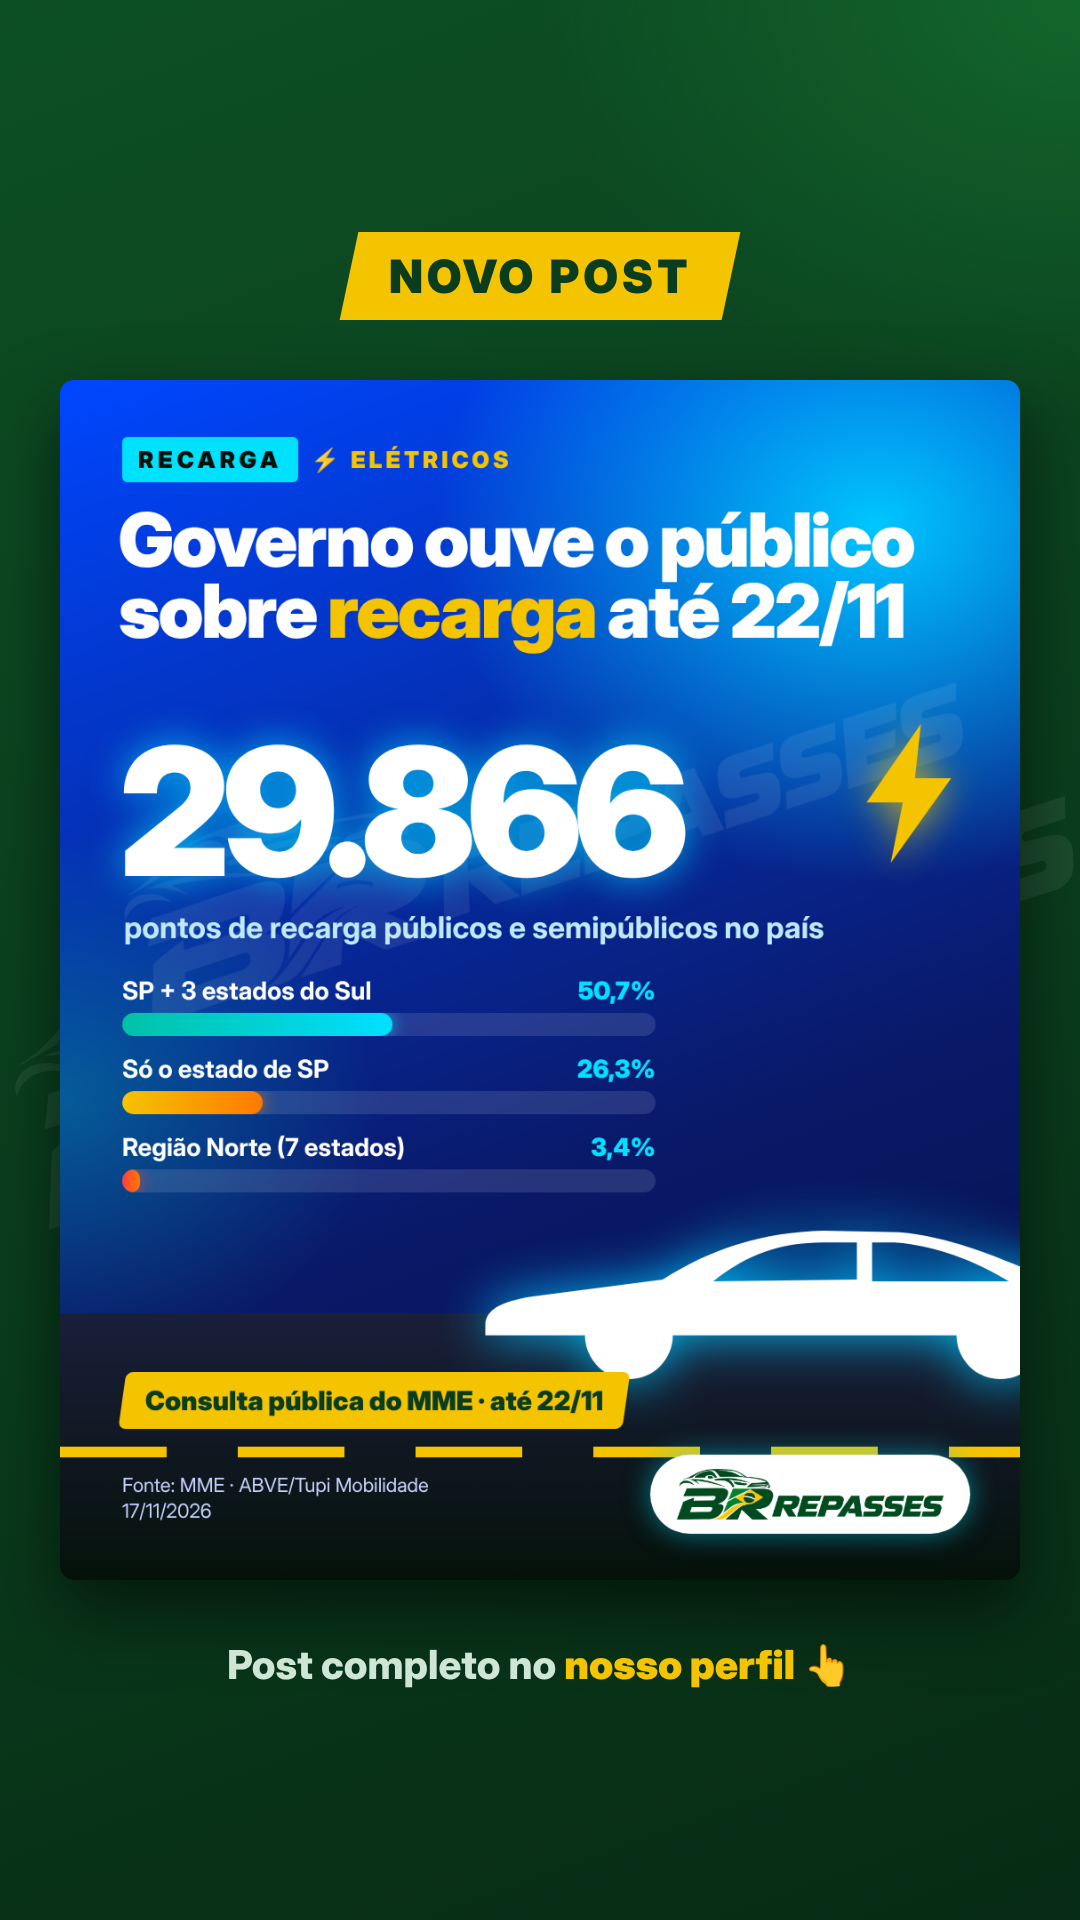 NOVO POST
RECARGA ⚡ ELÉTRICOS
Governo ouve o público
sobre recarga até 22/11
29.866
pontos de recarga públicos e semipúblicos no país
SP + 3 estados do Sul 50,7%
Só o estado de SP 26,3%
Região Norte (7 estados) 3,4%
Consulta pública do MME · até 22/11
Fonte: MME · ABVE/Tupi Mobilidade
17/11/2026
BR REPASSES
Post completo no nosso perfil 👆